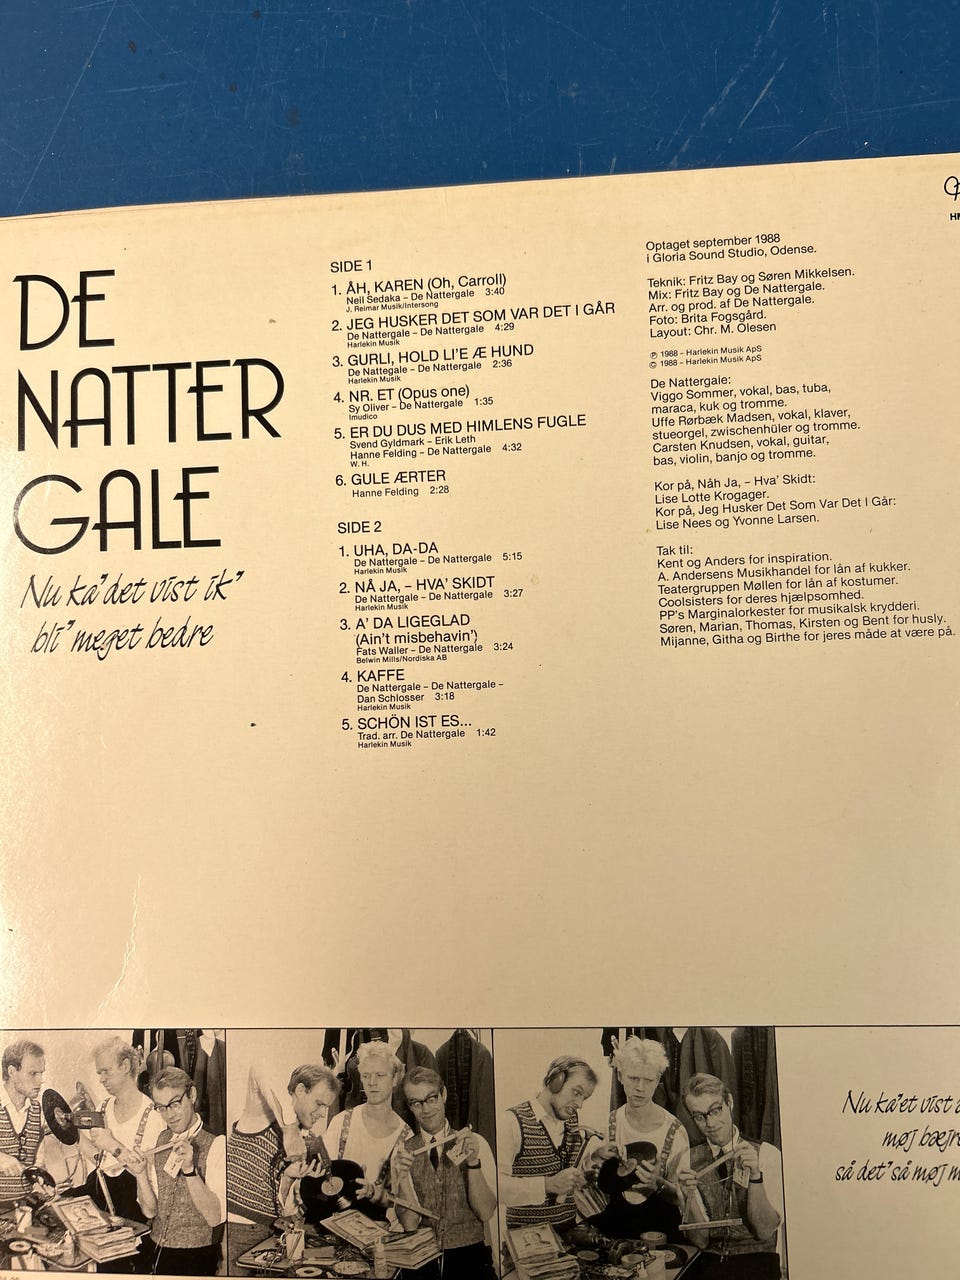 DE
NATTER
GALE
Nu ka' det vist ik'
bli' meget bedre
SIDE 1
1. ÅH, KAREN (Oh, Carroll)
Neil Sedaka – De Nattergale 3:40
J. Reimar Musik/Intersong
2. JEG HUSKER DET SOM VAR DET I GÅR
De Nattergale – De Nattergale 4:29
Harlekin Musik
3. GURLI, HOLD LI'E Æ HUND
De Nattegale – De Nattergale 2:36
Harlekin Musik
4. NR. ET (Opus one)
Sy Oliver – De Nattergale 1:35
Imudico
5. ER DU DUS MED HIMLENS FUGLE
Svend Gyldmark – Erik Leth
Hanne Felding – De Nattergale 4:32
W. H.
6. GULE ÆRTER
Hanne Felding 2:28
SIDE 2
1. UHA, DA-DA
De Nattergale – De Nattergale 5:15
Harlekin Musik
2. NÅ JA, – HVA' SKIDT
De Nattergale – De Nattergale 3:27
Harlekin Musik
3. A' DA LIGEGLAD
(Ain't misbehavin')
Fats Waller – De Nattergale 3:24
Belwin Mills/Nordiska AB
4. KAFFE
De Nattergale – De Nattergale –
Dan Schlosser 3:18
Harlekin Musik
5. SCHÖN IST ES...
Trad. arr. De Nattergale 1:42
Harlekin Musik
HM
Optaget september 1988
i Gloria Sound Studio, Odense.
Teknik: Fritz Bay og Søren Mikkelsen.
Mix: Fritz Bay og De Nattergale.
Arr. og prod. af De Nattergale.
Foto: Brita Fogsgård.
Layout: Chr. M. Olesen
℗ 1988 – Harlekin Musik ApS
© 1988 – Harlekin Musik ApS
De Nattergale:
Viggo Sommer, vokal, bas, tuba,
maraca, kuk og tromme.
Uffe Rørbæk Madsen, vokal, klaver,
stueorgel, zwischenhüler og tromme.
Carsten Knudsen, vokal, guitar,
bas, violin, banjo og tromme.
Kor på, Nåh Ja, – Hva' Skidt:
Lise Lotte Krogager.
Kor på, Jeg Husker Det Som Var Det I Går:
Lise Nees og Yvonne Larsen.
Tak til:
Kent og Anders for inspiration.
A. Andersens Musikhandel for lån af kukker.
Teatergruppen Møllen for lån af kostumer.
Coolsisters for deres hjælpsomhed.
PP's Marginalorkester for musikalsk krydderi.
Søren, Marian, Thomas, Kirsten og Bent for husly.
Mijanne, Githa og Birthe for jeres måde at være på.
Nu ka' et vist
møj bæjre
så det' så møj